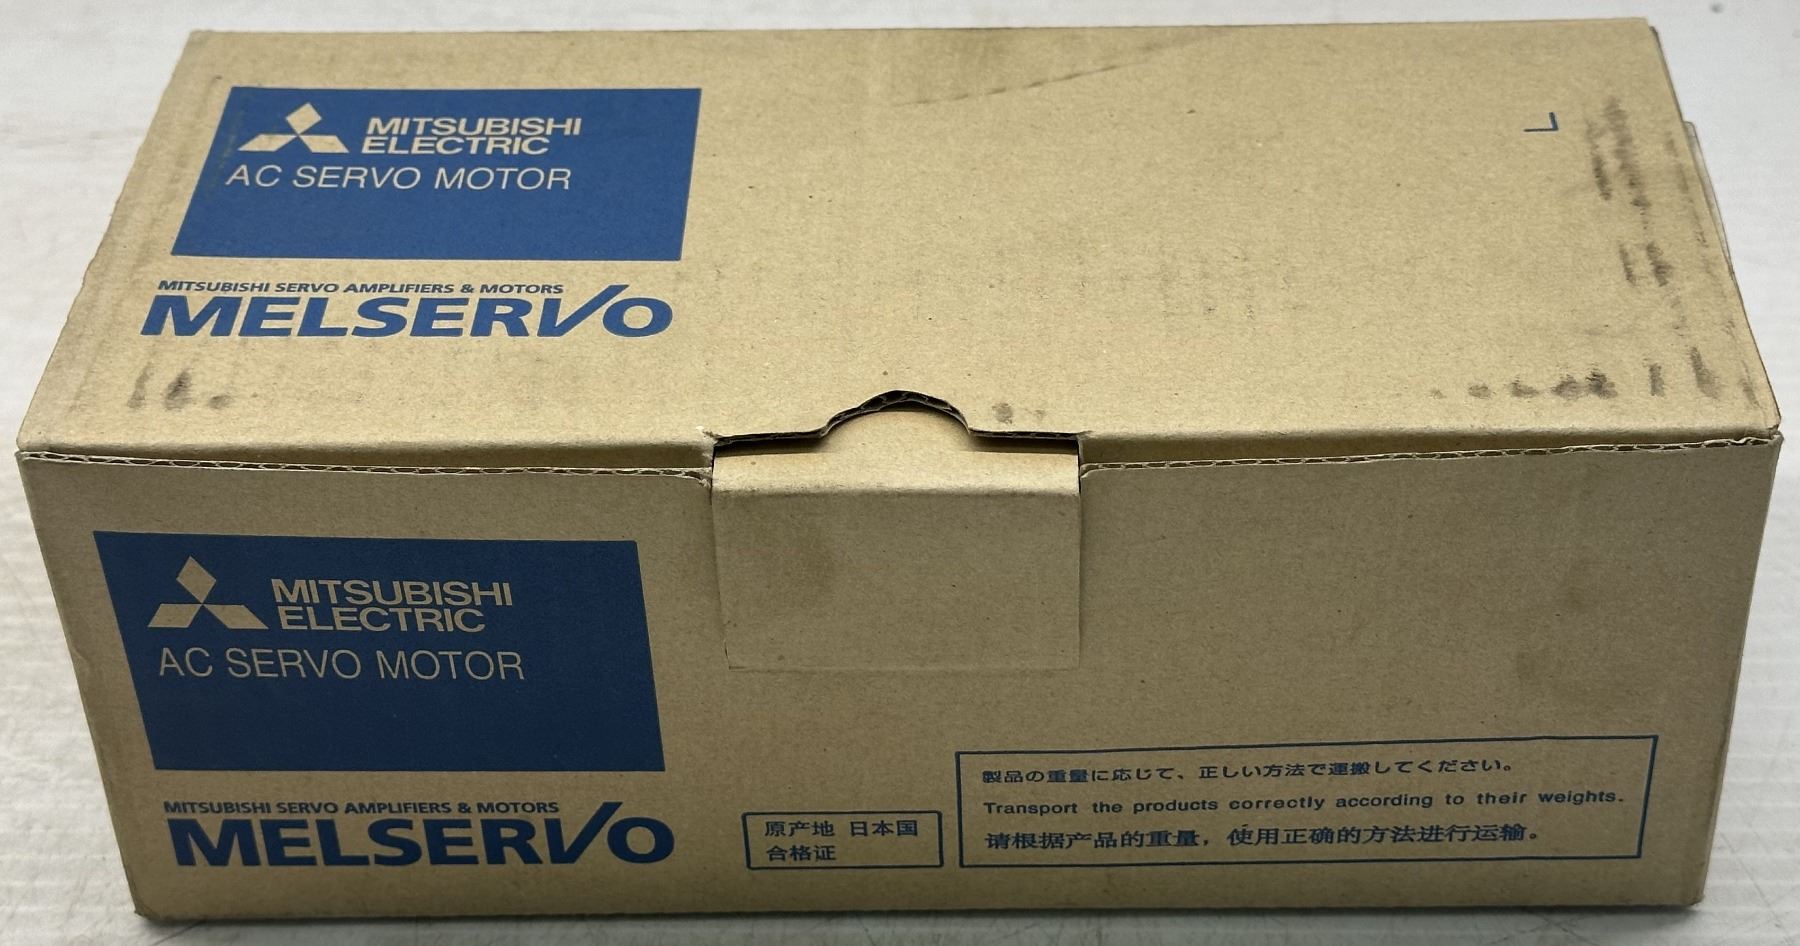 MITSUBISHI
ELECTRIC
AC SERVO MOTOR
MITSUBISHI SERVO AMPLIFIERS & MOTORS
MELSERVO
MITSUBISHI
ELECTRIC
AC SERVO MOTOR
MITSUBISHI SERVO AMPLIFIERS & MOTORS
MELSERVO
原产地 日本国
合格证
製品の重量に応じて、正しい方法で運搬してください。
Transport the products correctly according to their weights.
请根据产品的重量，使用正确的方法进行运输。